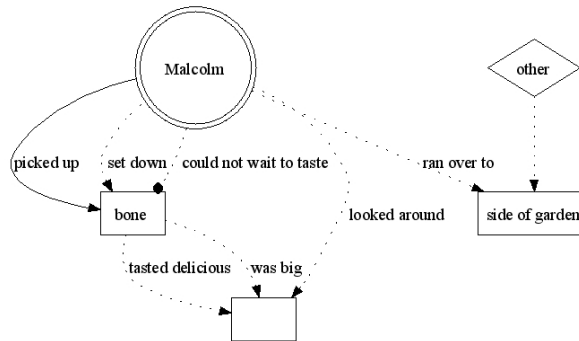 Malcolm
other
picked up
set down
could not wait to taste
ran over to
bone
looked around
side of garden
tasted delicious
was big